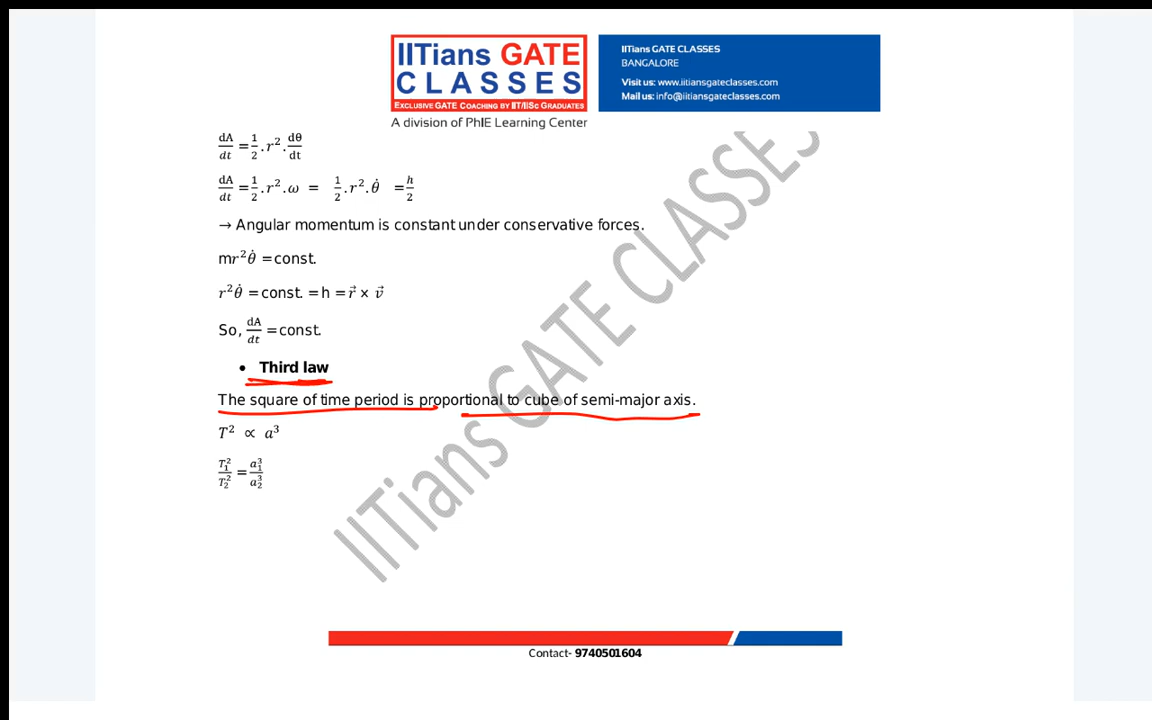 IITians GATE
CLASSES
EXCLUSIVE GATE COACHING BY IIT/IISc GRADUATES
A division of PhIE Learning Center
IITians GATE CLASSES
BANGALORE
Visit us: www.iitiansgateclasses.com
Mail us: info@iitiansgateclasses.com
dA/dt = 1/2 . r² . dθ/dt
dA/dt = 1/2 . r² . ω = 1/2 . r² . θ̇ = h/2
→ Angular momentum is constant under conservative forces.
mr²θ̇ = const.
r²θ̇ = const. = h = r⃗ × v⃗
So, dA/dt = const.
• Third law
The square of time period is proportional to cube of semi-major axis.
T² ∝ a³
T₁²/T₂² = a₁³/a₂³
IITians GATE CLASSES
Contact- 9740501604